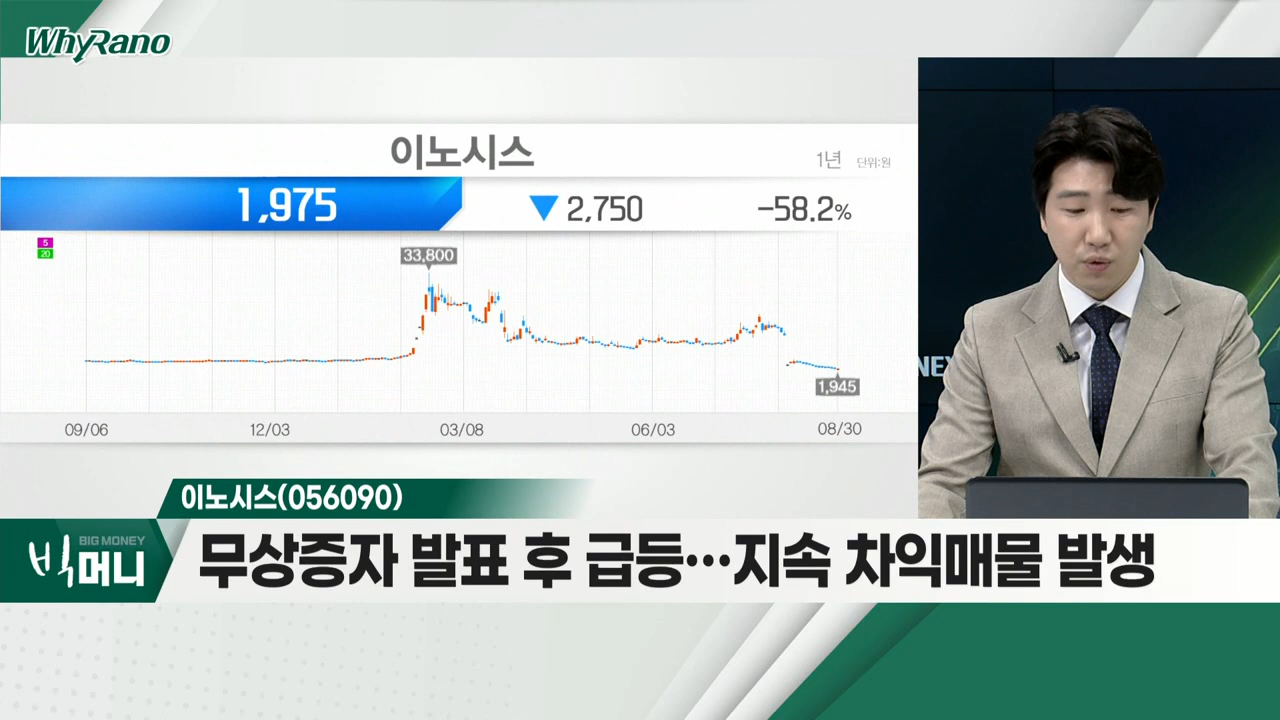 WhyRano
이노시스
1년 단위:원
1,975 ▼ 2,750 -58.2%
5
20
33,800
1,945
09/06 12/03 03/08 06/03 08/30
NEX
이노시스(056090)
BIG MONEY
빅머니
무상증자 발표 후 급등…지속 차익매물 발생